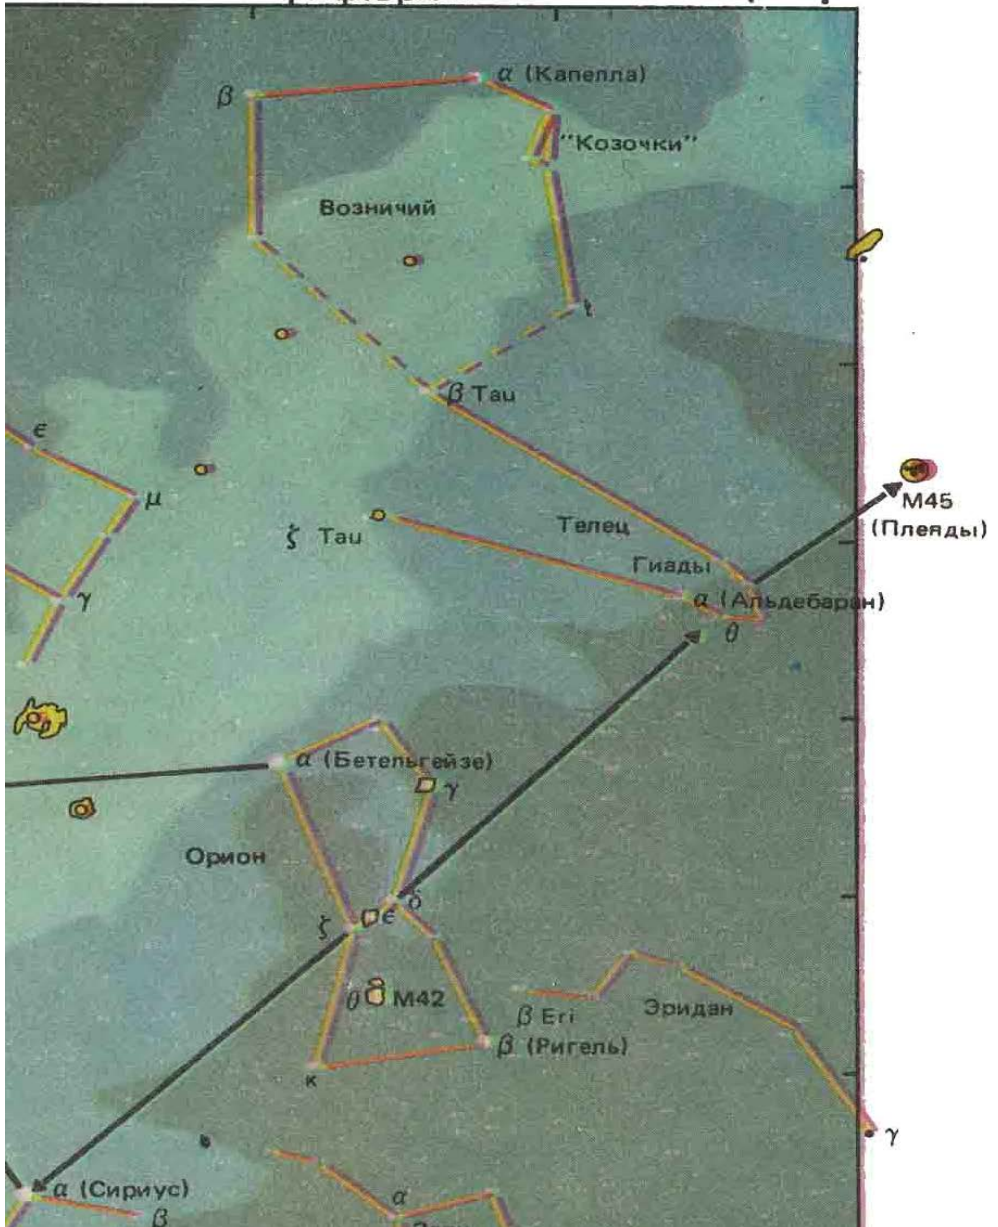 α (Капелла)
β
"Козочки"
Возничий
ι
β Tau
ϵ
μ
M45
(Плеяды)
Телец
ζ Tau
Гиады
α (Альдебаран)
γ
θ
α (Бетельгейзе)
γ
Орион
δ
ϵ
ζ
θ M42
β Eri
Эридан
β (Ригель)
κ
γ
α (Сириус)
α
β